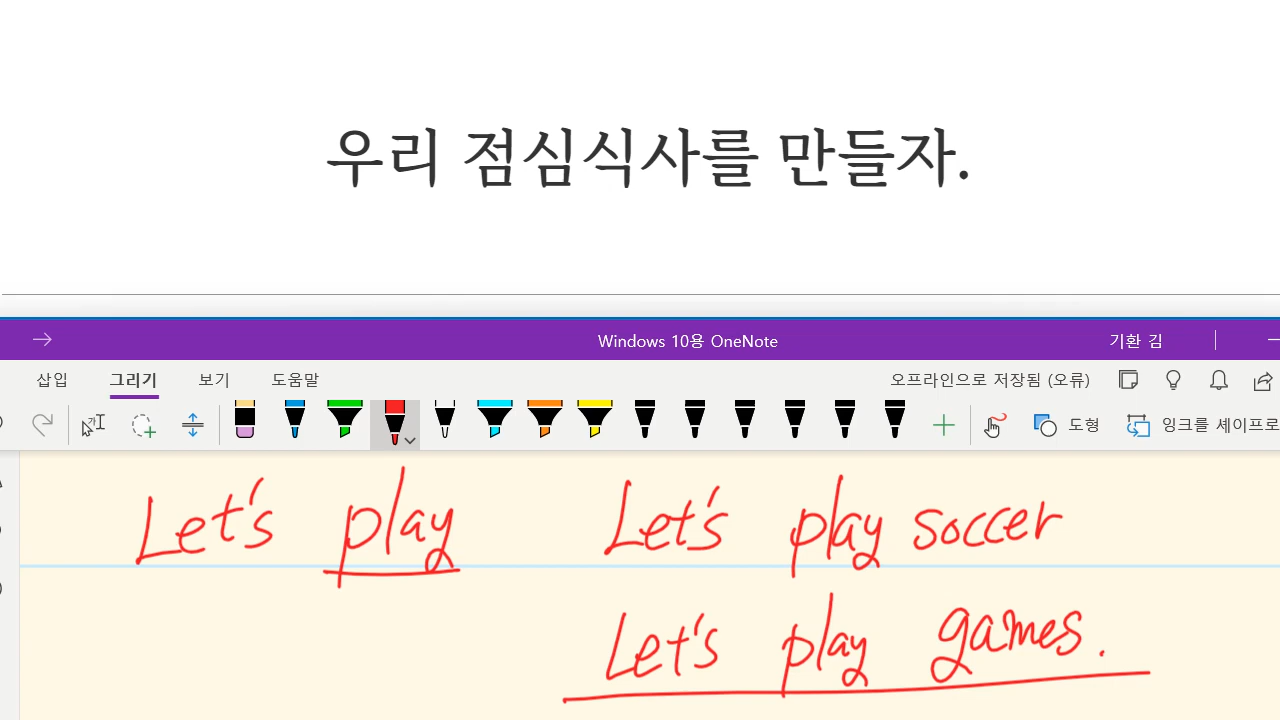 우리 점심식사를 만들자.
Windows 10용 OneNote 기환 김
삽입 그리기 보기 도움말 오프라인으로 저장됨 (오류)
도형 잉크를 셰이프로
Let's play Let's play soccer
Let's play games.